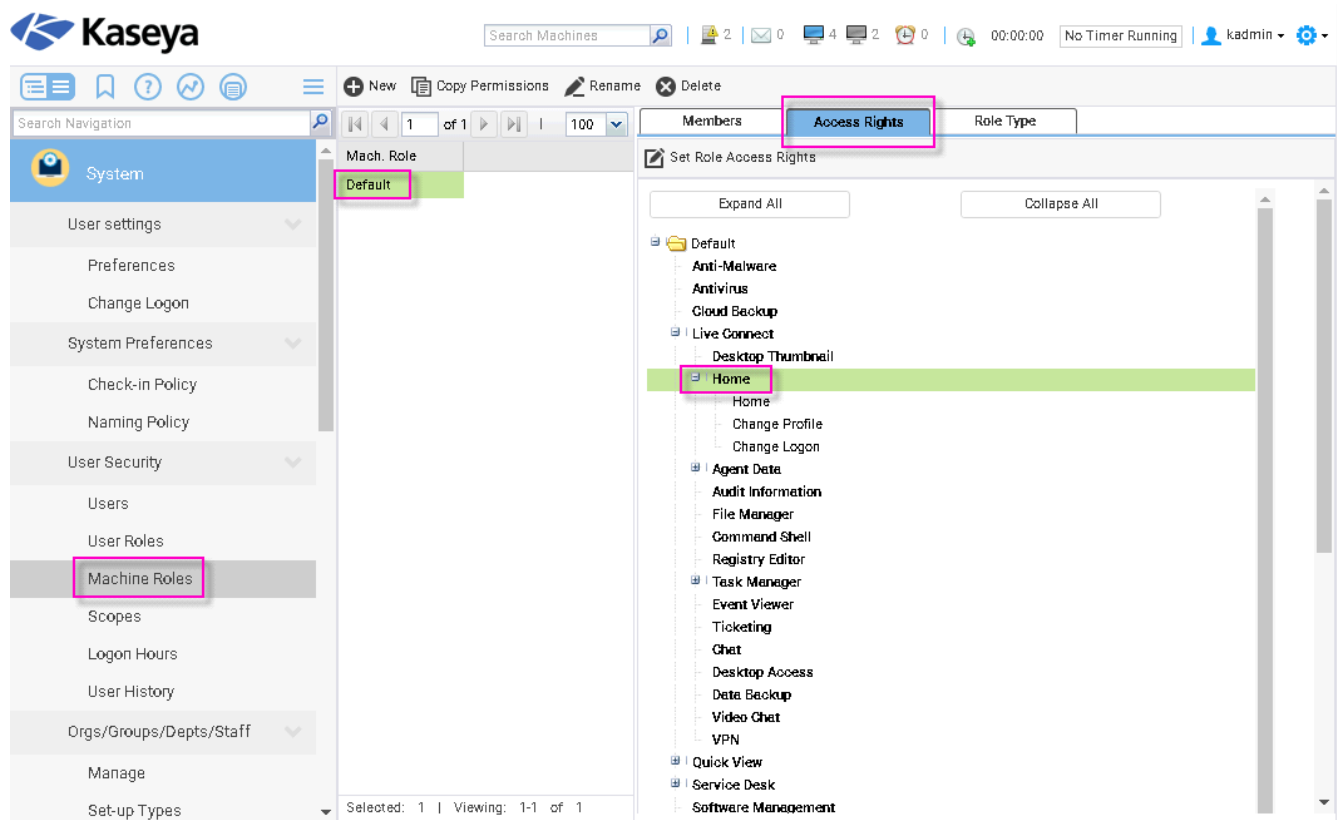 Kaseya
Search Machines 2 0 4 2 0 00:00:00 No Timer Running kadmin
New Copy Permissions Rename Delete
Search Navigation
1 of 1 100
Members Access Rights Role Type
Mach. Role
Set Role Access Rights
System
Default
Expand All Collapse All
User settings
Preferences
Change Logon
System Preferences
Check-in Policy
Naming Policy
User Security
Users
User Roles
Machine Roles
Scopes
Logon Hours
User History
Orgs/Groups/Depts/Staff
Manage
Set-up Types
Default
Anti-Malware
Antivirus
Cloud Backup
Live Connect
Desktop Thumbnail
Home
Home
Change Profile
Change Logon
Agent Data
Audit Information
File Manager
Command Shell
Registry Editor
Task Manager
Event Viewer
Ticketing
Chat
Desktop Access
Data Backup
Video Chat
VPN
Quick View
Service Desk
Software Management
Selected: 1 | Viewing: 1-1 of 1